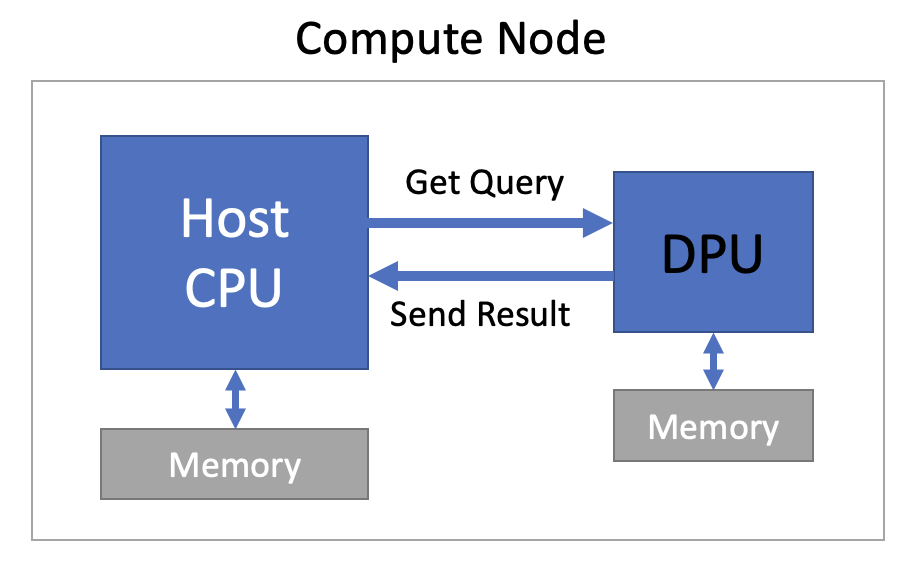 Compute Node
Host
CPU
Get Query
Send Result
DPU
Memory
Memory